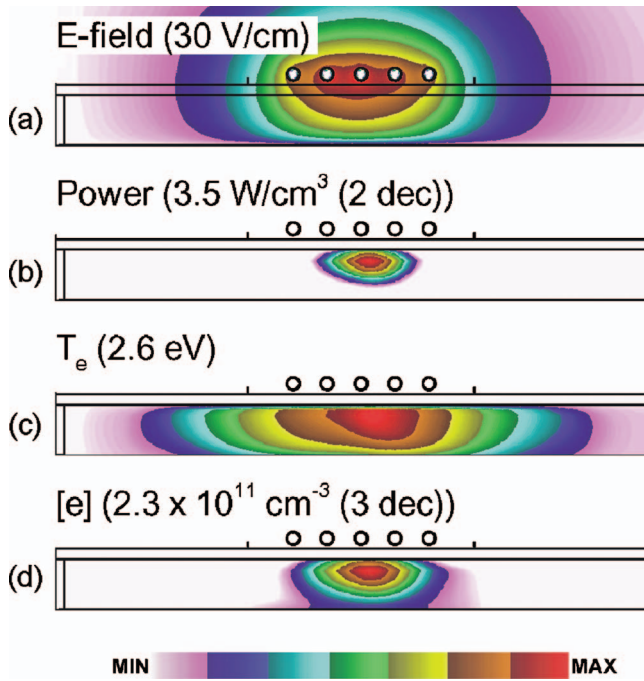 E-field (30 V/cm)
(a)
Power (3.5 W/cm³ (2 dec))
(b)
Tₑ (2.6 eV)
(c)
[e] (2.3 x 10¹¹ cm⁻³ (3 dec))
(d)
MIN MAX